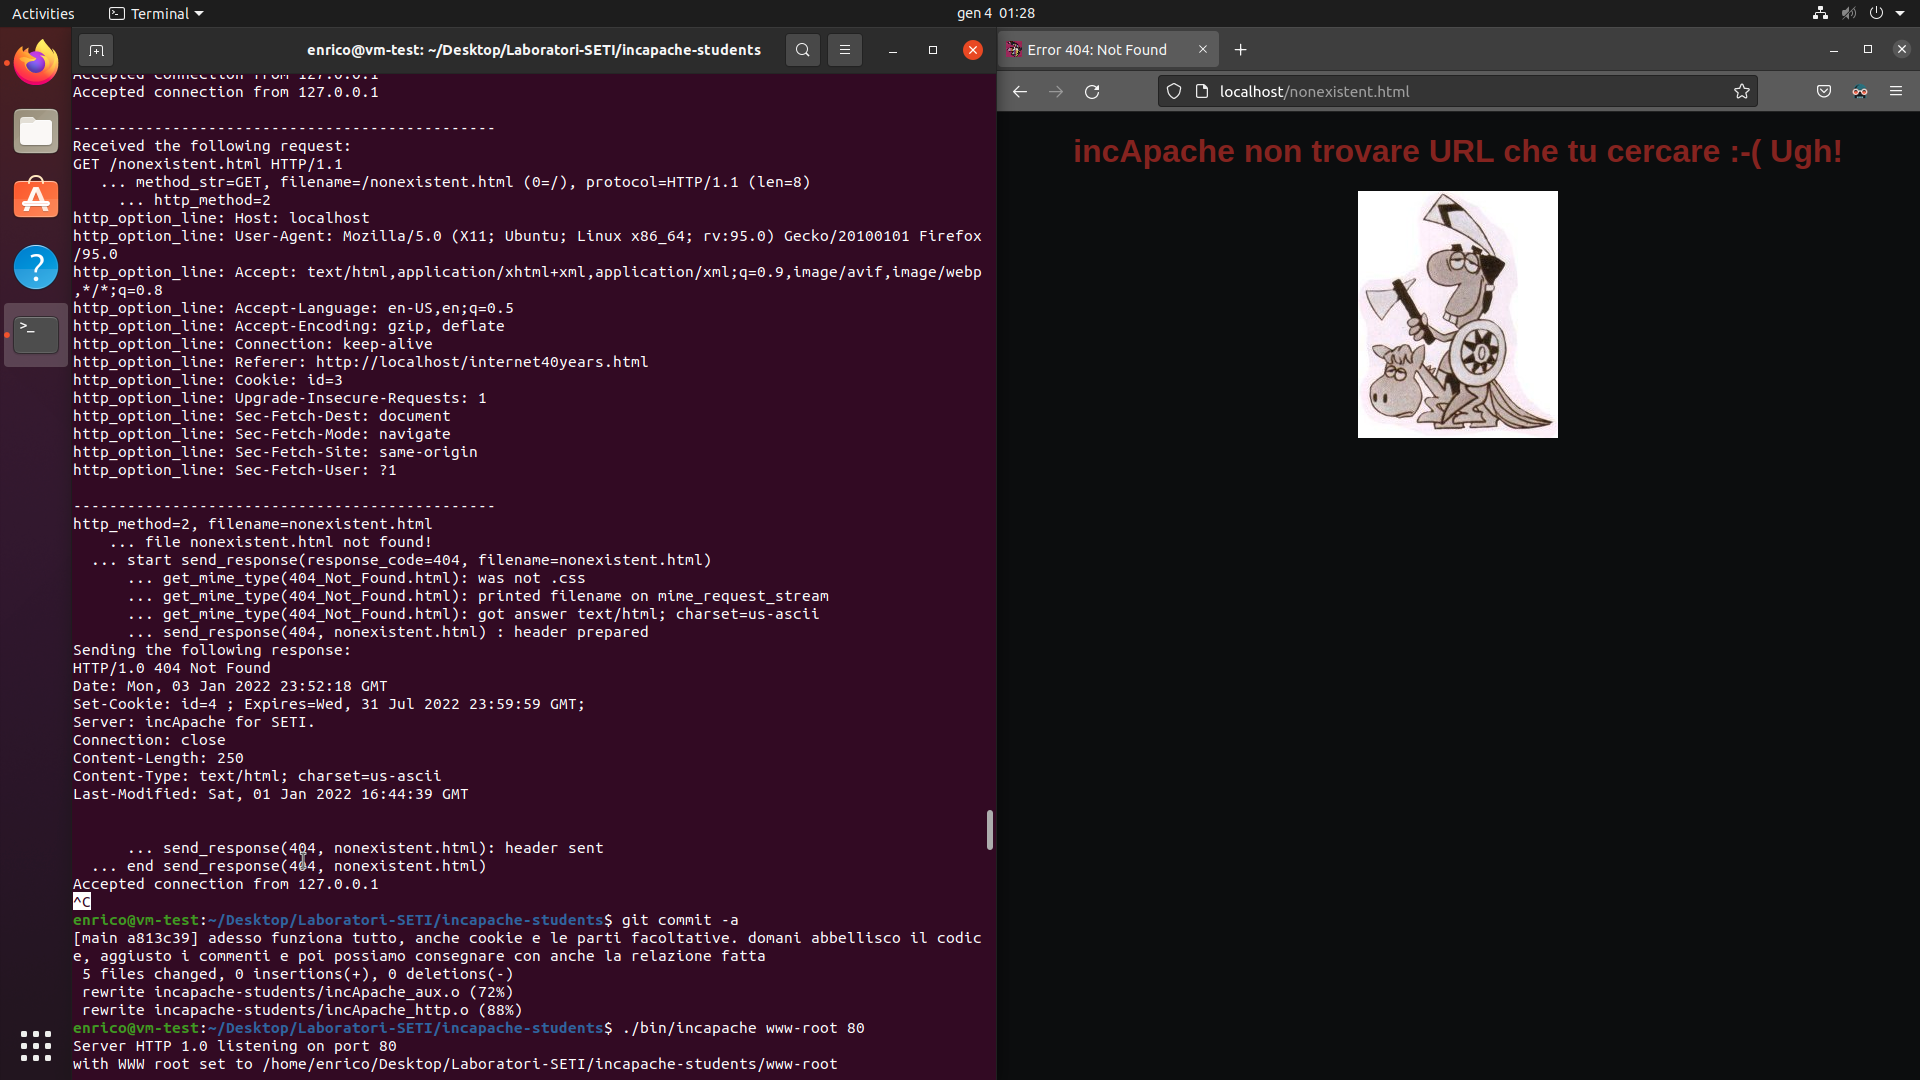 Activities
Terminal
gen 4 01:28
enrico@vm-test: ~/Desktop/Laboratori-SETI/incapache-students
Accepted connection from 127.0.0.1
Accepted connection from 127.0.0.1
-----------------------------------------------
Received the following request:
GET /nonexistent.html HTTP/1.1
... method_str=GET, filename=/nonexistent.html (0=/), protocol=HTTP/1.1 (len=8)
... http_method=2
http_option_line: Host: localhost
http_option_line: User-Agent: Mozilla/5.0 (X11; Ubuntu; Linux x86_64; rv:95.0) Gecko/20100101 Firefox
/95.0
http_option_line: Accept: text/html,application/xhtml+xml,application/xml;q=0.9,image/avif,image/webp
,*/*;q=0.8
http_option_line: Accept-Language: en-US,en;q=0.5
http_option_line: Accept-Encoding: gzip, deflate
http_option_line: Connection: keep-alive
http_option_line: Referer: http://localhost/internet40years.html
http_option_line: Cookie: id=3
http_option_line: Upgrade-Insecure-Requests: 1
http_option_line: Sec-Fetch-Dest: document
http_option_line: Sec-Fetch-Mode: navigate
http_option_line: Sec-Fetch-Site: same-origin
http_option_line: Sec-Fetch-User: ?1
-----------------------------------------------
http_method=2, filename=nonexistent.html
... file nonexistent.html not found!
... start send_response(response_code=404, filename=nonexistent.html)
... get_mime_type(404_Not_Found.html): was not .css
... get_mime_type(404_Not_Found.html): printed filename on mime_request_stream
... get_mime_type(404_Not_Found.html): got answer text/html; charset=us-ascii
... send_response(404, nonexistent.html) : header prepared
Sending the following response:
HTTP/1.0 404 Not Found
Date: Mon, 03 Jan 2022 23:52:18 GMT
Set-Cookie: id=4 ; Expires=Wed, 31 Jul 2022 23:59:59 GMT;
Server: incApache for SETI.
Connection: close
Content-Length: 250
Content-Type: text/html; charset=us-ascii
Last-Modified: Sat, 01 Jan 2022 16:44:39 GMT
... send_response(404, nonexistent.html): header sent
... end send_response(404, nonexistent.html)
Accepted connection from 127.0.0.1
^C
enrico@vm-test:~/Desktop/Laboratori-SETI/incapache-students$ git commit -a
[main a813c39] adesso funziona tutto, anche cookie e le parti facoltative. domani abbellisco il codic
e, aggiusto i commenti e poi possiamo consegnare con anche la relazione fatta
5 files changed, 0 insertions(+), 0 deletions(-)
rewrite incapache-students/incApache_aux.o (72%)
rewrite incapache-students/incApache_http.o (88%)
enrico@vm-test:~/Desktop/Laboratori-SETI/incapache-students$ ./bin/incapache www-root 80
Server HTTP 1.0 listening on port 80
with WWW root set to /home/enrico/Desktop/Laboratori-SETI/incapache-students/www-root
Error 404: Not Found
localhost/nonexistent.html
incApache non trovare URL che tu cercare :-( Ugh!